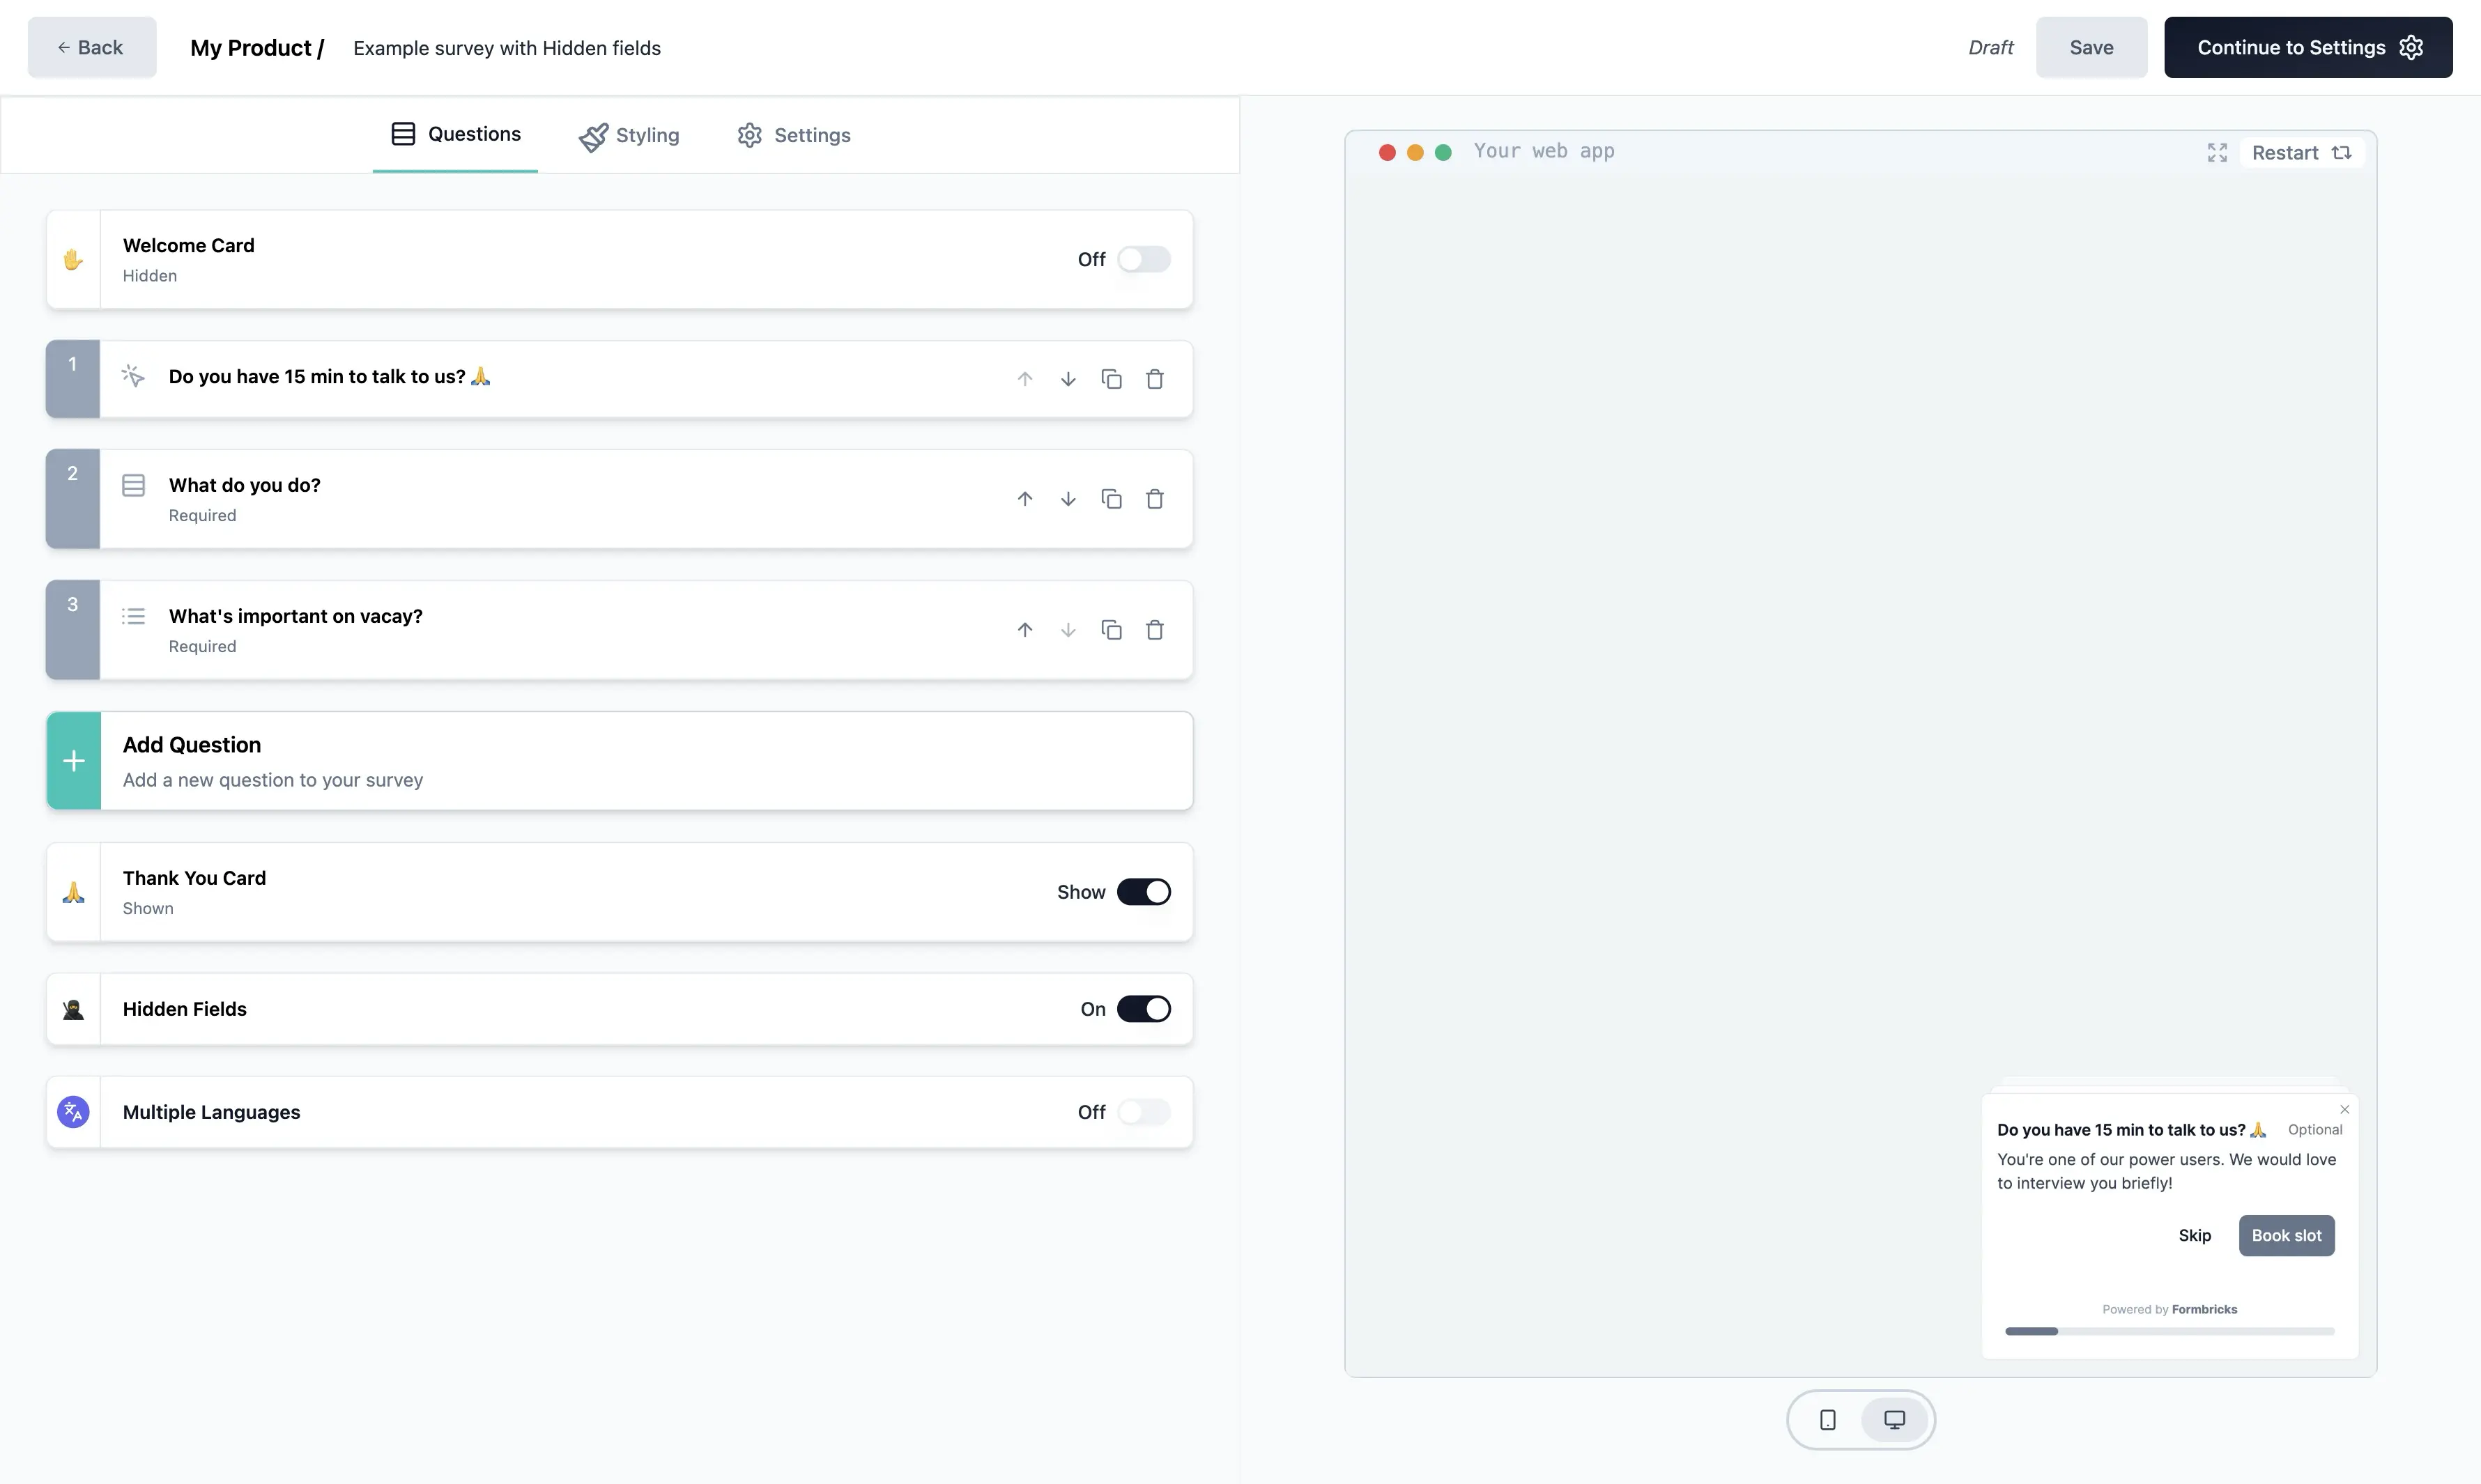 ← Back
My Product /
Example survey with Hidden fields
Draft
Save
Continue to Settings
Questions
Styling
Settings
Welcome Card
Hidden
Off
1
Do you have 15 min to talk to us? 🙏
2
What do you do?
Required
3
What's important on vacay?
Required
Add Question
Add a new question to your survey
Thank You Card
Shown
Show
Hidden Fields
On
Multiple Languages
Off
Your web app
Restart
Do you have 15 min to talk to us? 🙏
Optional
You're one of our power users. We would love
to interview you briefly!
Skip
Book slot
Powered by Formbricks